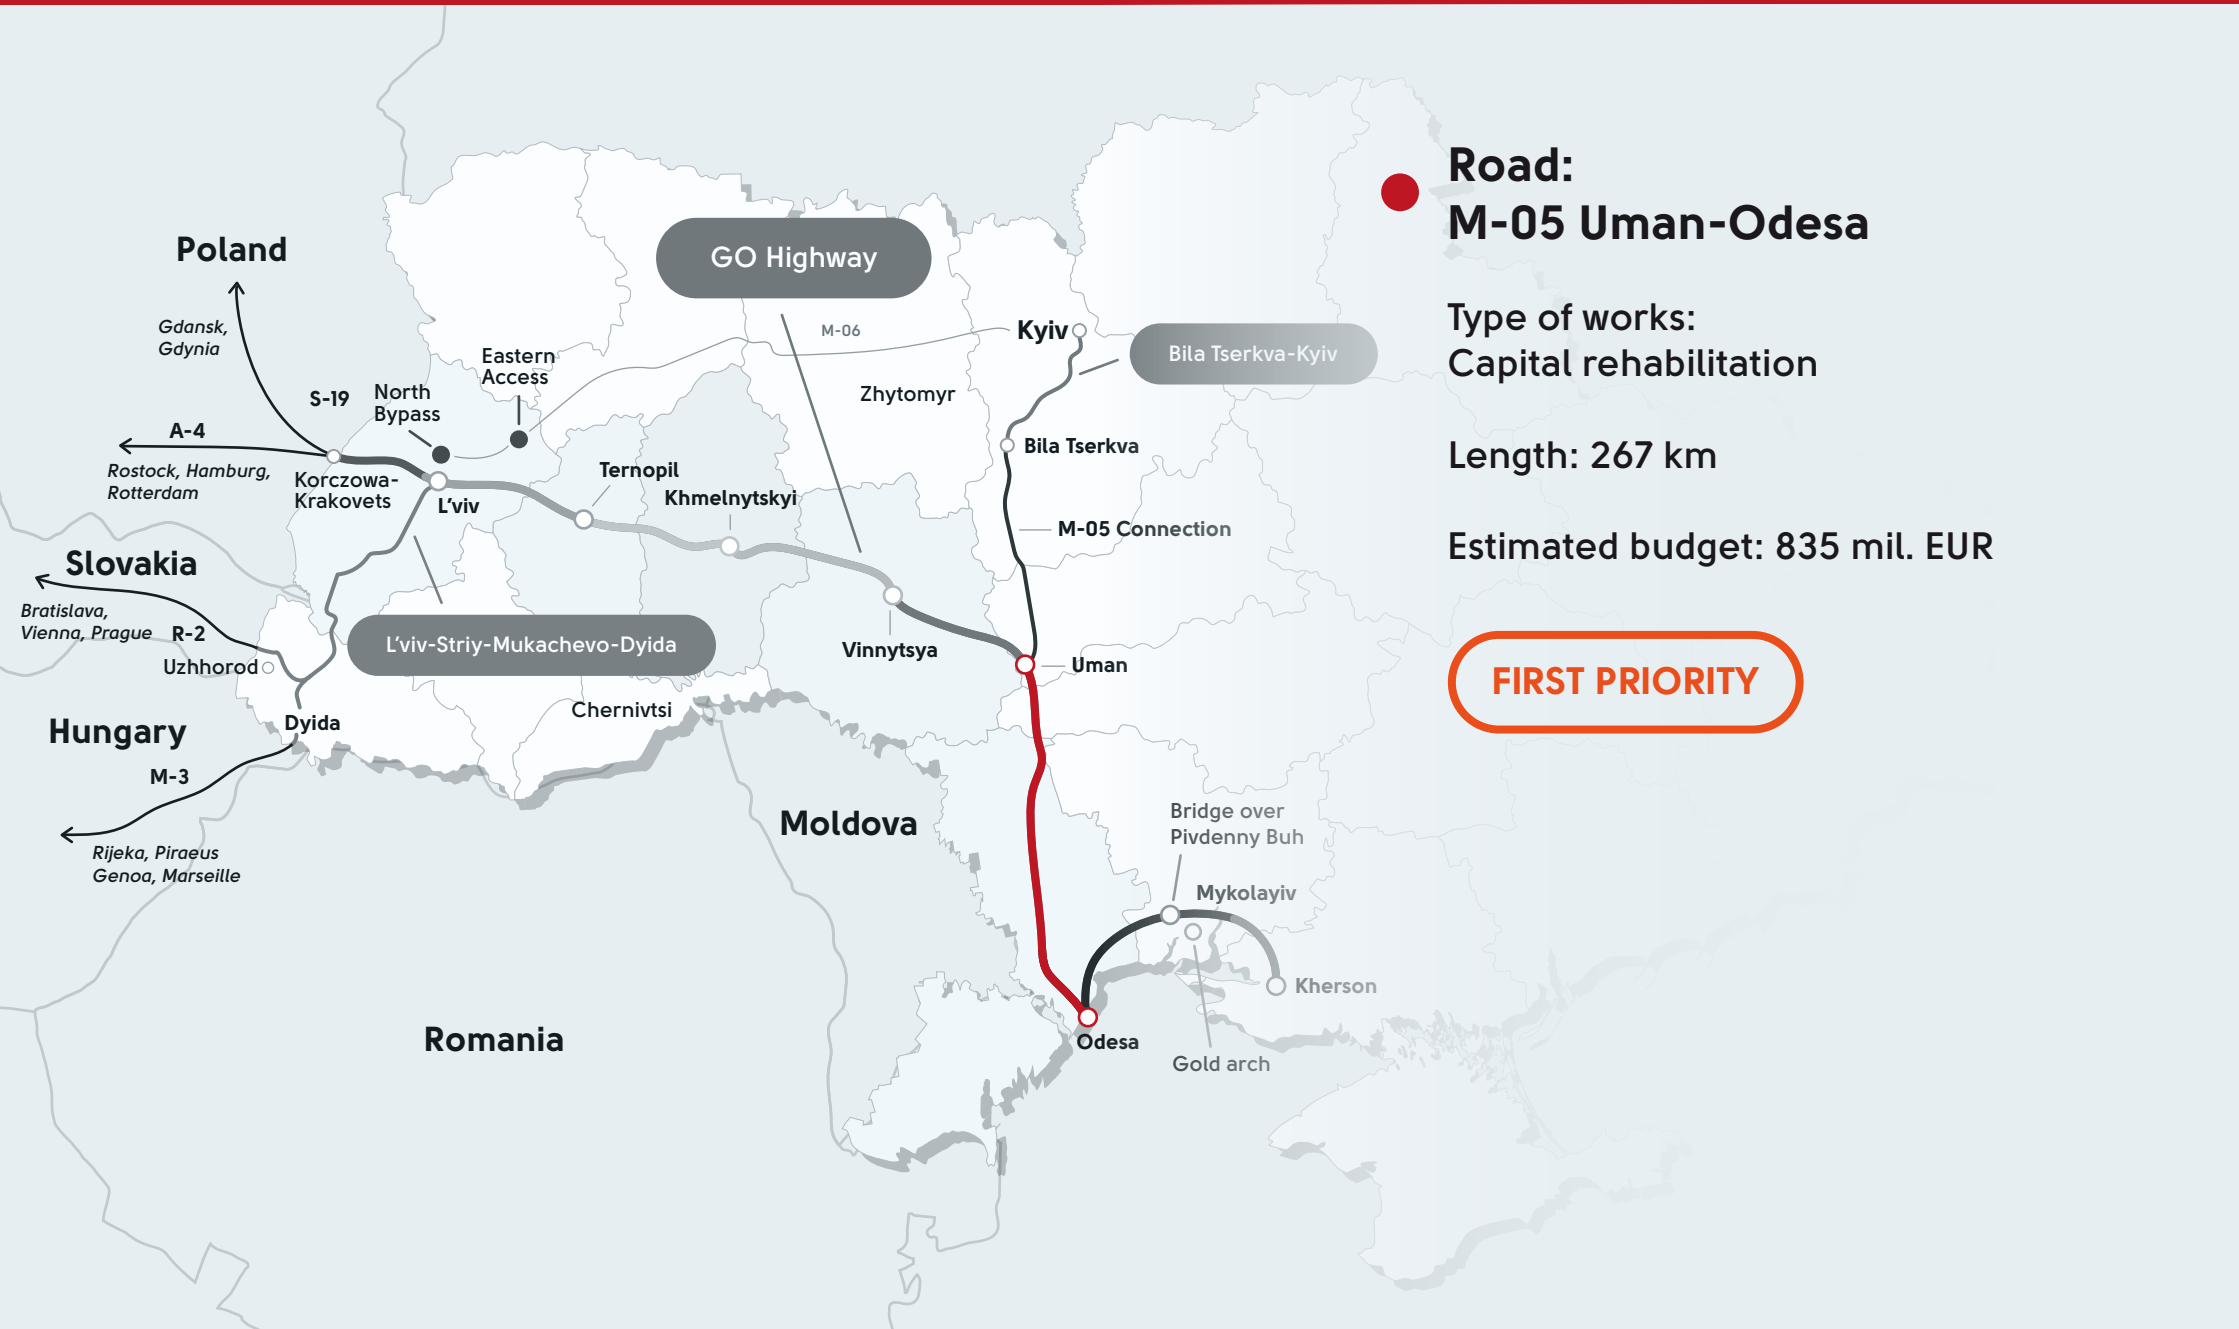 Road:
M-05 Uman-Odesa
Type of works:
Capital rehabilitation
Length: 267 km
Estimated budget: 835 mil. EUR
FIRST PRIORITY
Poland
GO Highway
Gdansk,
Gdynia
M-06
Kyiv
Bila Tserkva-Kyiv
Eastern
Access
S-19
North
Bypass
Zhytomyr
A-4
Bila Tserkva
Rostock, Hamburg,
Rotterdam
Korczowa-
Krakovets
L'viv
Ternopil
Khmelnytskyi
M-05 Connection
Slovakia
Bratislava,
Vienna, Prague
R-2
Uzhhorod
L'viv-Striy-Mukachevo-Dyida
Vinnytsya
Uman
Chernivtsi
Dyida
Hungary
M-3
Moldova
Bridge over
Pivdenny Buh
Rijeka, Piraeus
Genoa, Marseille
Mykolayiv
Kherson
Romania
Odesa
Gold arch